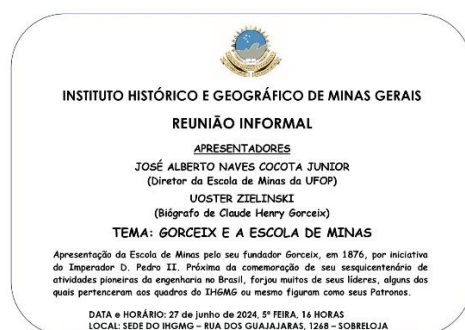 INSTITUTO HISTÓRICO E GEOGRÁFICO DE MINAS GERAIS
REUNIÃO INFORMAL
APRESENTADORES
JOSÉ ALBERTO NAVES COCOTA JUNIOR
(Diretor da Escola de Minas da UFOP)
UOSTER ZIELINSKI
(Biógrafo de Claude Henry Gorceix)
TEMA: GORCEIX E A ESCOLA DE MINAS
Apresentação da Escola de Minas pelo seu fundador Gorceix, em 1876, por iniciativa
do Imperador D. Pedro II. Próxima da comemoração de seu sesquicentenário de
atividades pioneiras da engenharia no Brasil, forjou muitos de seus líderes, alguns dos
quais pertenceram aos quadros do IHGMG ou mesmo figuram como seus Patronos.
DATA e HORÁRIO: 27 de junho de 2024, 5ª FEIRA, 16 HORAS
LOCAL: SEDE DO IHGMG – RUA DOS GUAJAJARAS, 1268 – SOBRELOJA